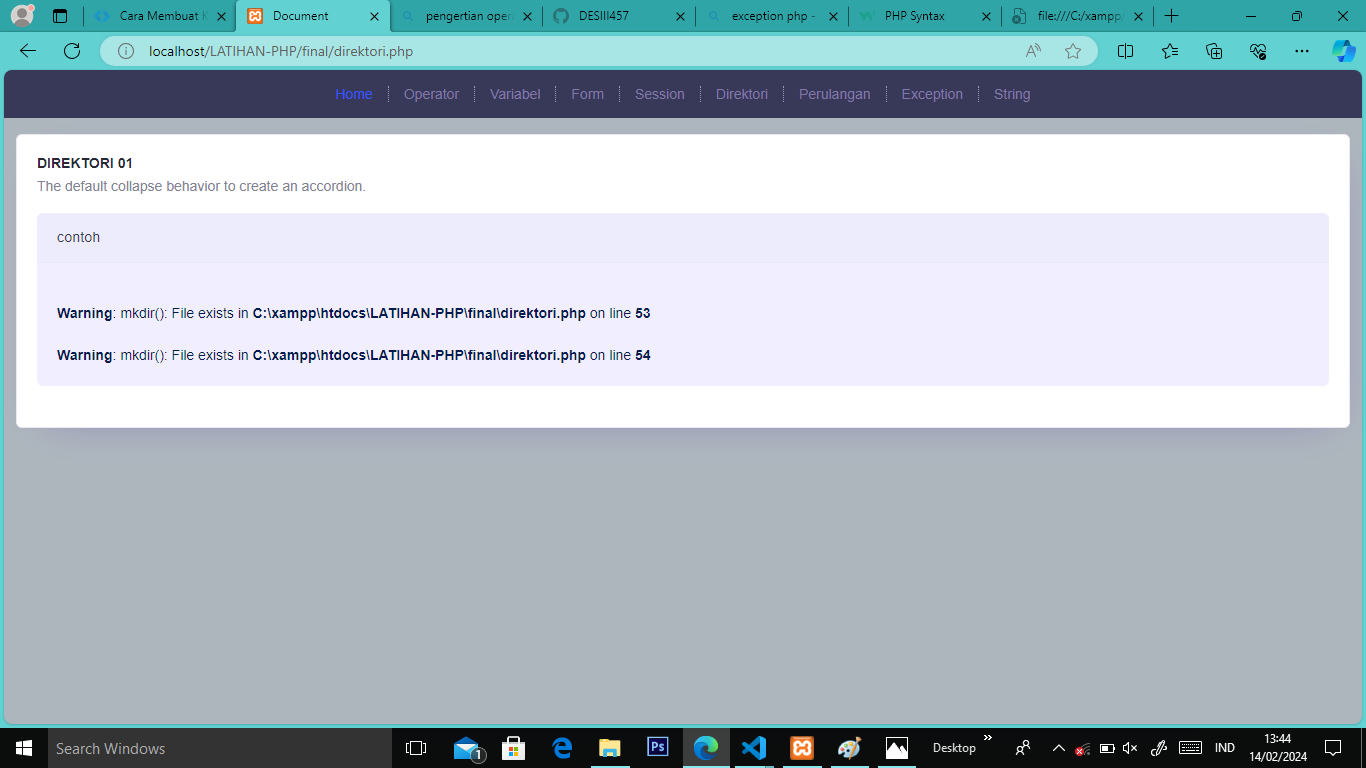 Cara Membuat K
Document
pengertian oper
DESIII457
exception php -
PHP Syntax
file:///C:/xampp/
localhost/LATIHAN-PHP/final/direktori.php
Home
Operator
Variabel
Form
Session
Direktori
Perulangan
Exception
String
DIREKTORI 01
The default collapse behavior to create an accordion.
contoh
Warning: mkdir(): File exists in C:\xampp\htdocs\LATIHAN-PHP\final\direktori.php on line 53
Warning: mkdir(): File exists in C:\xampp\htdocs\LATIHAN-PHP\final\direktori.php on line 54
Search Windows
1
Ps
Desktop
IND
13:44
14/02/2024